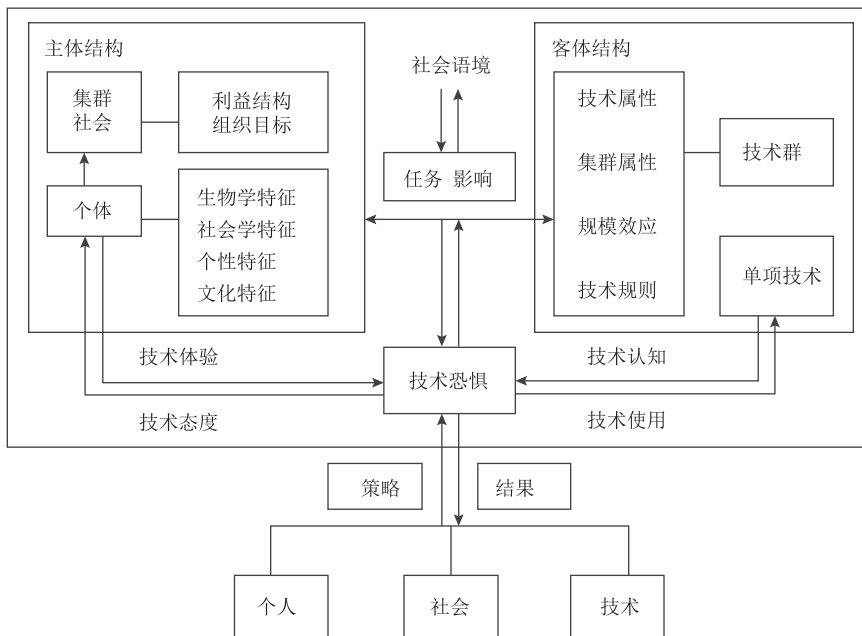 主体结构
集群
社会
利益结构
组织目标
个体
生物学特征
社会学特征
个性特征
文化特征
社会语境
任务 影响
客体结构
技术属性
集群属性
规模效应
技术规则
技术群
单项技术
技术体验
技术态度
技术恐惧
技术认知
技术使用
策略
结果
个人
社会
技术